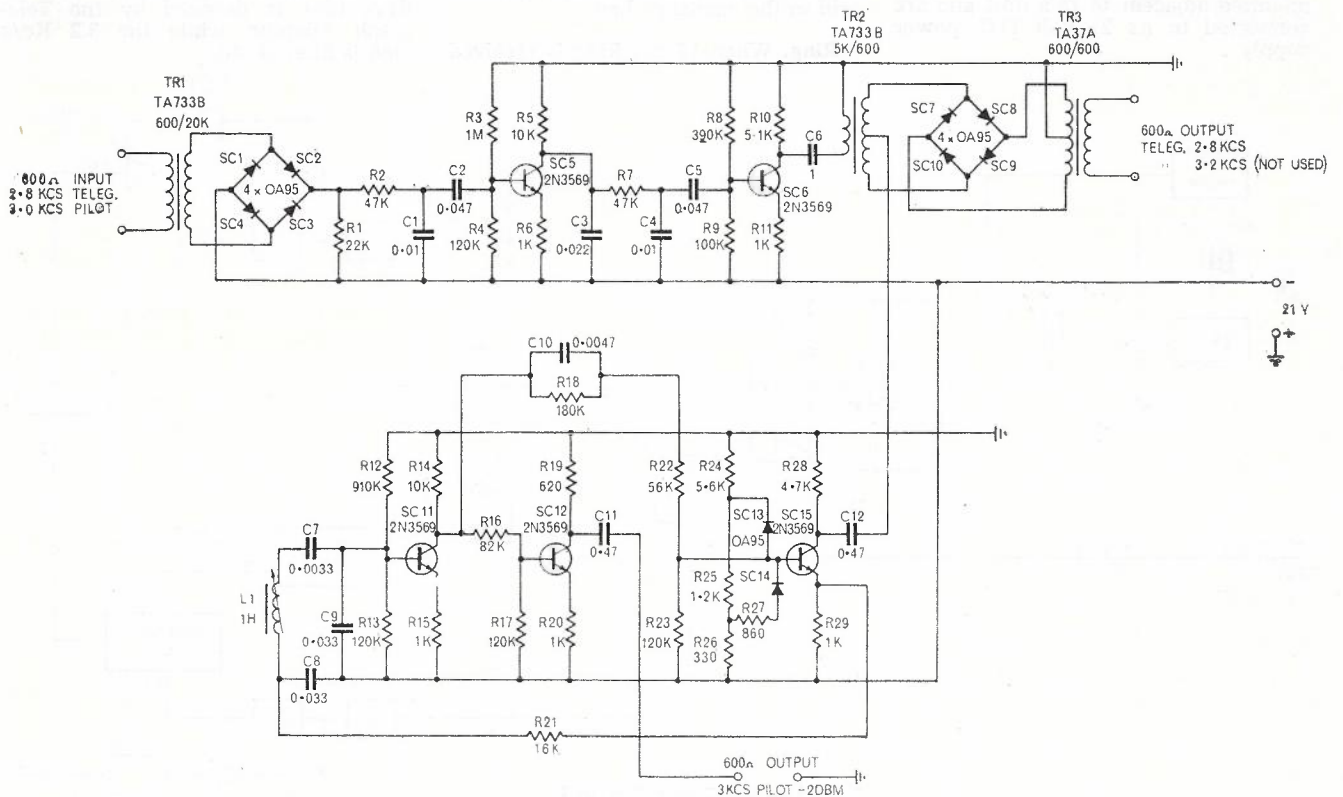 TR1
TA733B
600/20K
600Ω INPUT
2·8 KCS TELEG.
3·0 KCS PILOT
SC1
SC2
4 × OA95
SC4
SC3
R1
22K
R2
47K
C1
0·01
C2
0·047
R3
1M
R4
120K
R5
10K
SC5
2N3569
R6
1K
C3
0·022
R7
47K
C4
0·01
C5
0·047
R8
390K
R9
100K
R10
5·1K
SC6
2N3569
R11
1K
C6
1
TR2
TA733B
5K/600
SC7
SC8
4 × OA95
SC10
SC9
TR3
TA37A
600/600
600Ω OUTPUT
TELEG. 2·8 KCS
3·2 KCS (NOT USED)
−
21 V
+
C10
0·0047
R18
180K
R12
910K
R14
10K
SC11
2N3569
R16
82K
R19
620
SC12
2N3569
C11
0·47
R22
56K
R24
5·6K
SC13
OA95
R28
4·7K
SC15
2N3569
C12
0·47
C7
0·0033
L1
1H
C9
0·033
C8
0·033
R13
120K
R15
1K
R17
120K
R20
1K
R23
120K
R25
1·2K
SC14
R27
860
R26
330
R29
1K
R21
16K
600Ω OUTPUT
3KCS PILOT −2DBM